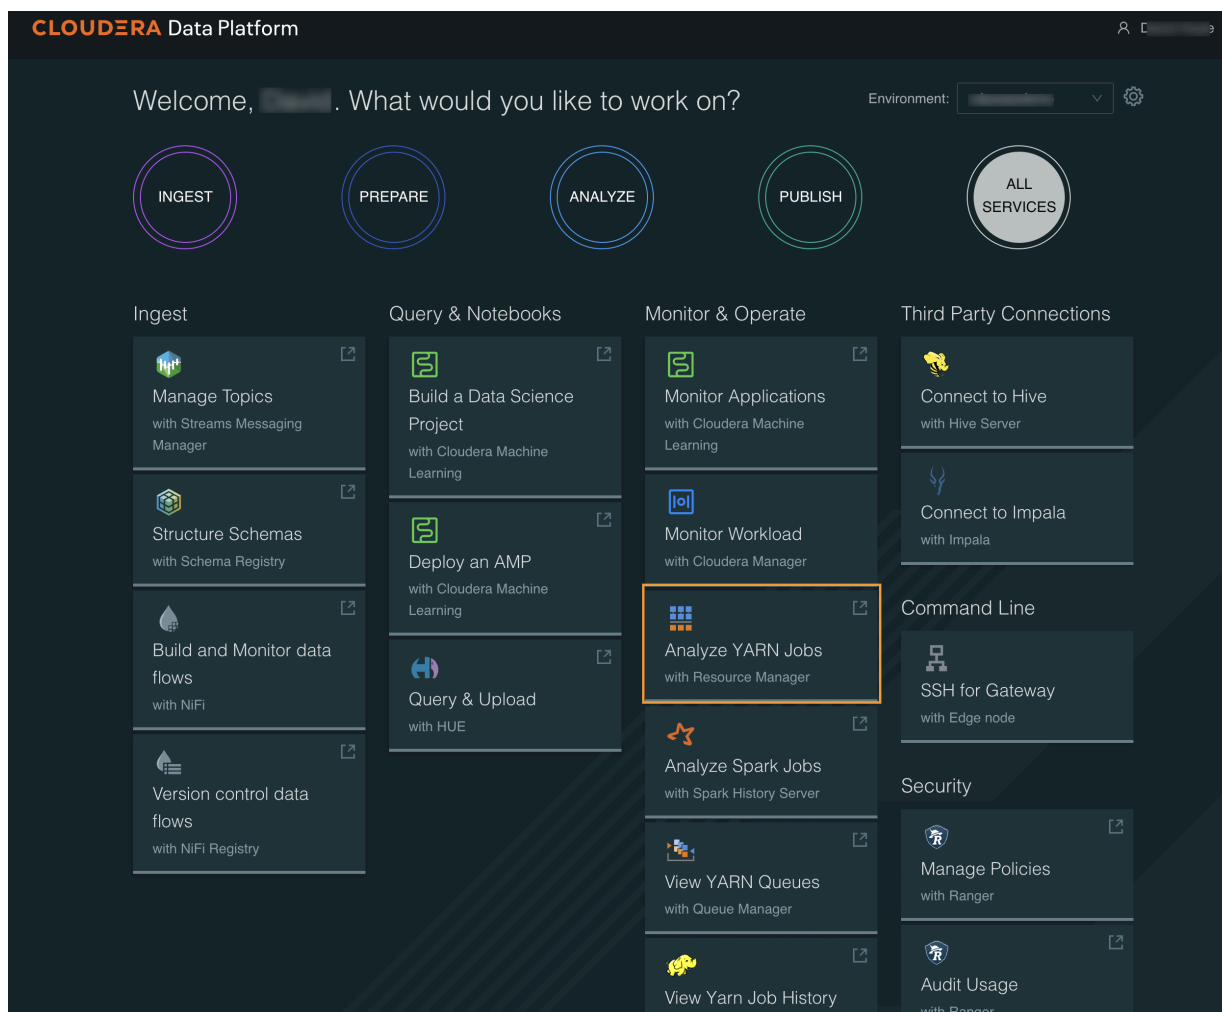 CLOUDERA Data Platform
Welcome, . What would you like to work on?
Environment:
INGEST
PREPARE
ANALYZE
PUBLISH
ALL
SERVICES
Ingest
Manage Topics
with Streams Messaging
Manager
Structure Schemas
with Schema Registry
Build and Monitor data
flows
with NiFi
Version control data
flows
with NiFi Registry
Query & Notebooks
Build a Data Science
Project
with Cloudera Machine
Learning
Deploy an AMP
with Cloudera Machine
Learning
Query & Upload
with HUE
Monitor & Operate
Monitor Applications
with Cloudera Machine
Learning
Monitor Workload
with Cloudera Manager
Analyze YARN Jobs
with Resource Manager
Analyze Spark Jobs
with Spark History Server
View YARN Queues
with Queue Manager
View Yarn Job History
Third Party Connections
Connect to Hive
with Hive Server
Connect to Impala
with Impala
Command Line
SSH for Gateway
with Edge node
Security
Manage Policies
with Ranger
Audit Usage
with Ranger